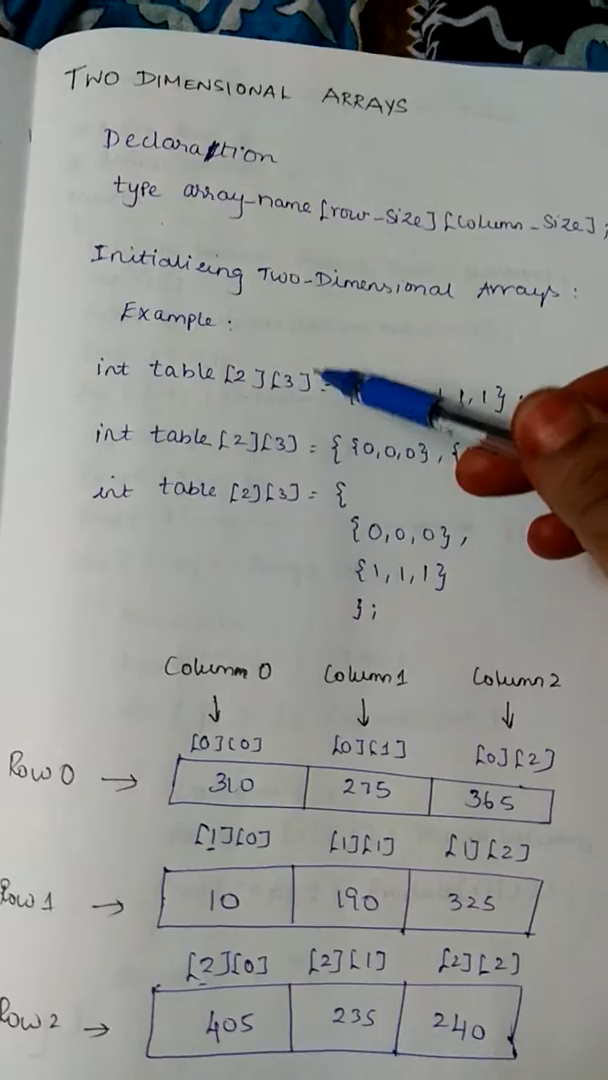 TWO DIMENSIONAL ARRAYS
Declaration
type array-name [row-size][column-size];
Initializing Two-Dimensional Arrays:
Example:
int table[2][3] = { 1,1,1};
int table[2][3] = { {0,0,0}, {
int table [2][3] = {
{0,0,0},
{1,1,1}
};
Column 0 Column 1 Column 2
↓ ↓ ↓
[0][0] [0][1] [0][2]
Row 0 → 310 275 365
[1][0] [1][1] [1][2]
Row 1 → 10 190 325
[2][0] [2][1] [2][2]
Row 2 → 405 235 240